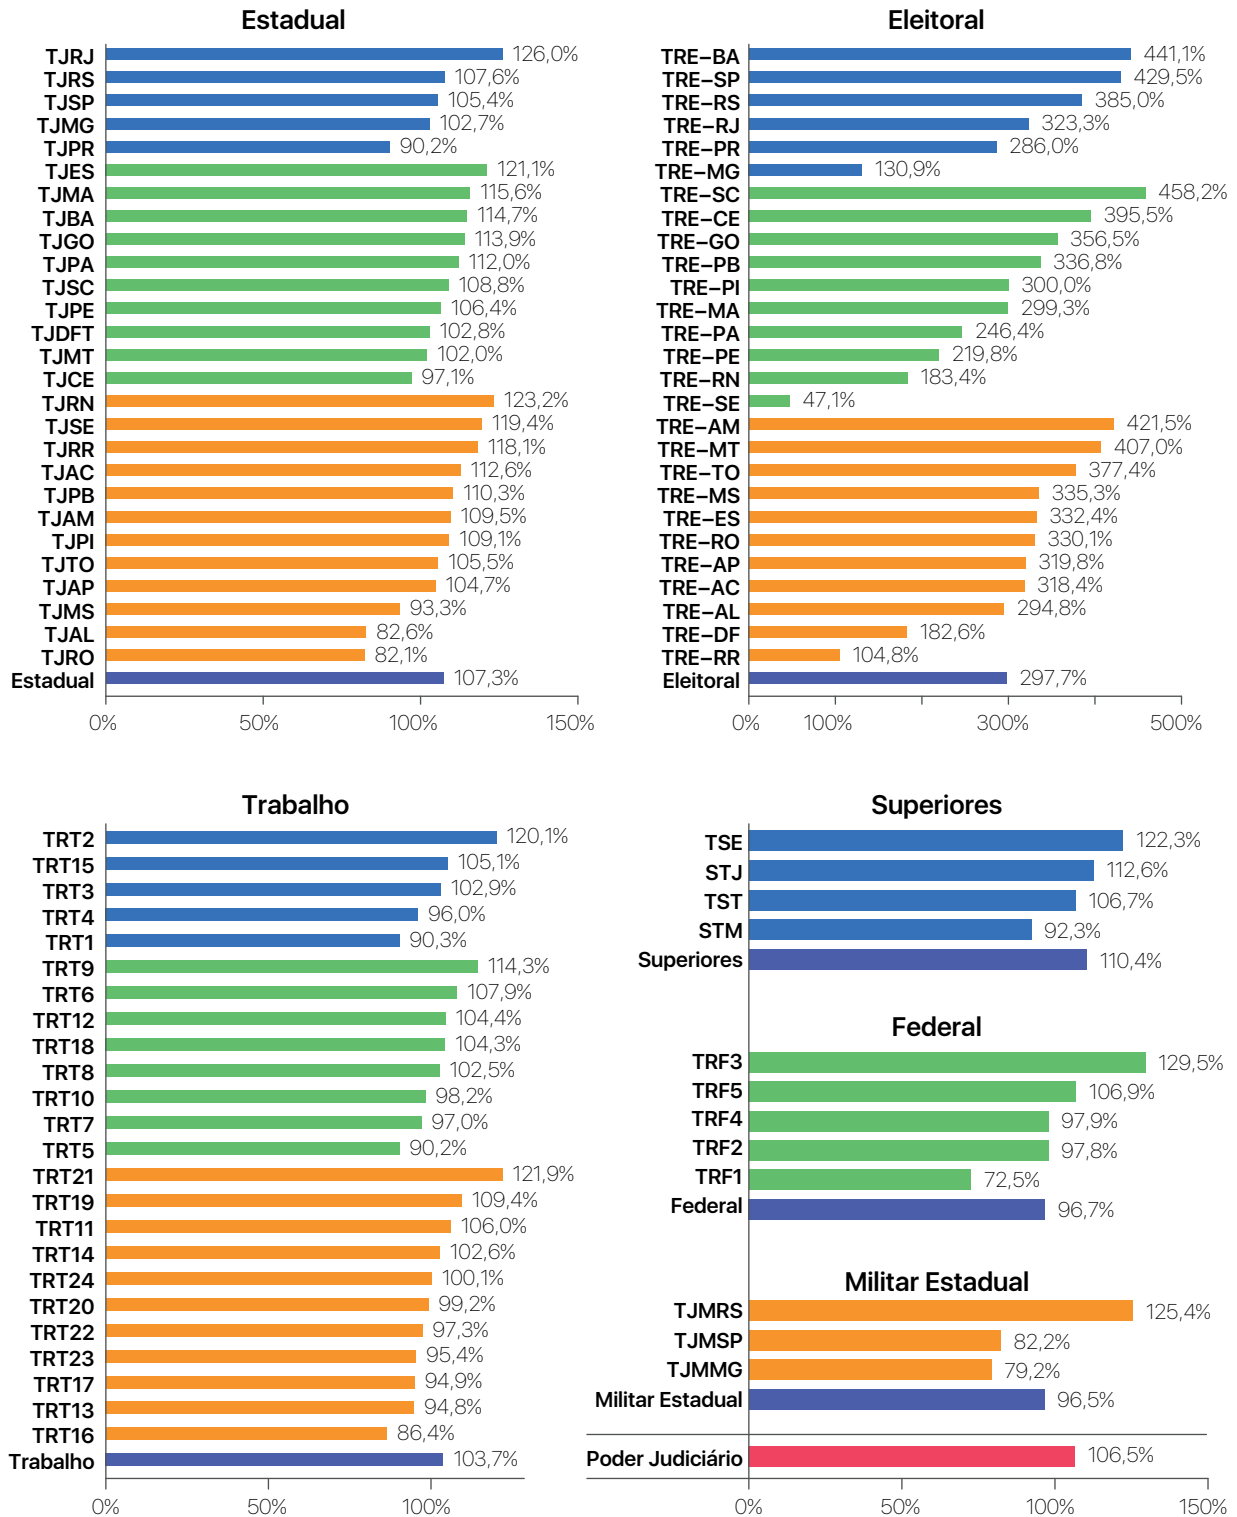 Estadual
TJRJ 126,0%
TJRS 107,6%
TJSP 105,4%
TJMG 102,7%
TJPR 90,2%
TJES 121,1%
TJMA 115,6%
TJBA 114,7%
TJGO 113,9%
TJPA 112,0%
TJSC 108,8%
TJPE 106,4%
TJDFT 102,8%
TJMT 102,0%
TJCE 97,1%
TJRN 123,2%
TJSE 119,4%
TJRR 118,1%
TJAC 112,6%
TJPB 110,3%
TJAM 109,5%
TJPI 109,1%
TJTO 105,5%
TJAP 104,7%
TJMS 93,3%
TJAL 82,6%
TJRO 82,1%
Estadual 107,3%
0% 50% 100% 150%
Eleitoral
TRE–BA 441,1%
TRE–SP 429,5%
TRE–RS 385,0%
TRE–RJ 323,3%
TRE–PR 286,0%
TRE–MG 130,9%
TRE–SC 458,2%
TRE–CE 395,5%
TRE–GO 356,5%
TRE–PB 336,8%
TRE–PI 300,0%
TRE–MA 299,3%
TRE–PA 246,4%
TRE–PE 219,8%
TRE–RN 183,4%
TRE–SE 47,1%
TRE–AM 421,5%
TRE–MT 407,0%
TRE–TO 377,4%
TRE–MS 335,3%
TRE–ES 332,4%
TRE–RO 330,1%
TRE–AP 319,8%
TRE–AC 318,4%
TRE–AL 294,8%
TRE–DF 182,6%
TRE–RR 104,8%
Eleitoral 297,7%
0% 100% 300% 500%
Trabalho
TRT2 120,1%
TRT15 105,1%
TRT3 102,9%
TRT4 96,0%
TRT1 90,3%
TRT9 114,3%
TRT6 107,9%
TRT12 104,4%
TRT18 104,3%
TRT8 102,5%
TRT10 98,2%
TRT7 97,0%
TRT5 90,2%
TRT21 121,9%
TRT19 109,4%
TRT11 106,0%
TRT14 102,6%
TRT24 100,1%
TRT20 99,2%
TRT22 97,3%
TRT23 95,4%
TRT17 94,9%
TRT13 94,8%
TRT16 86,4%
Trabalho 103,7%
0% 50% 100%
Superiores
TSE 122,3%
STJ 112,6%
TST 106,7%
STM 92,3%
Superiores 110,4%
Federal
TRF3 129,5%
TRF5 106,9%
TRF4 97,9%
TRF2 97,8%
TRF1 72,5%
Federal 96,7%
Militar Estadual
TJMRS 125,4%
TJMSP 82,2%
TJMMG 79,2%
Militar Estadual 96,5%
Poder Judiciário 106,5%
0% 50% 100% 150%